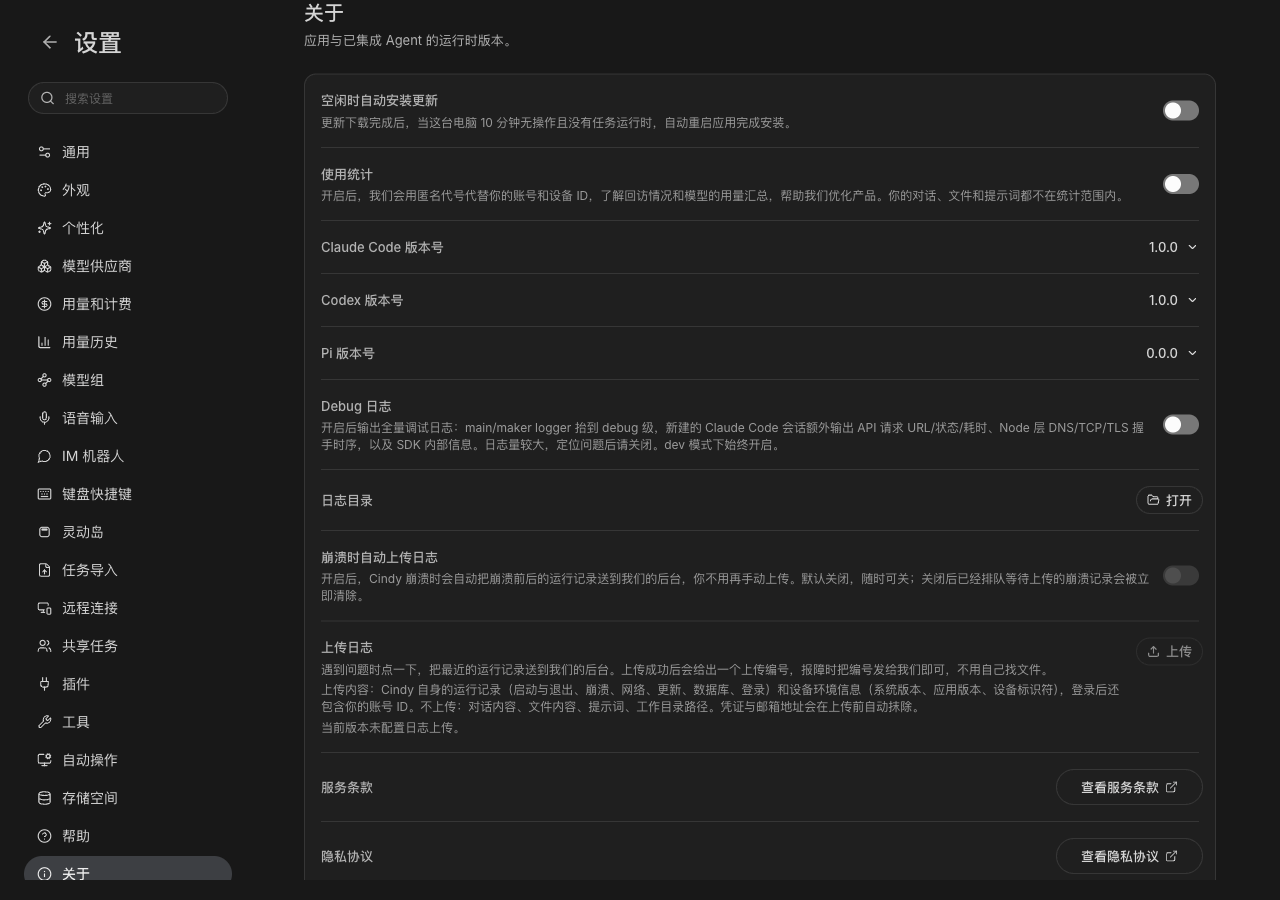 设置
搜索设置
通用
外观
个性化
模型供应商
用量和计费
用量历史
模型组
语音输入
IM 机器人
键盘快捷键
灵动岛
任务导入
远程连接
共享任务
插件
工具
自动操作
存储空间
帮助
关于
关于
应用与已集成 Agent 的运行时版本。
空闲时自动安装更新
更新下载完成后，当这台电脑 10 分钟无操作且没有任务运行时，自动重启应用完成安装。
使用统计
开启后，我们会用匿名代号代替你的账号和设备 ID，了解回访情况和模型的用量汇总，帮助我们优化产品。你的对话、文件和提示词都不在统计范围内。
Claude Code 版本号
1.0.0
Codex 版本号
1.0.0
Pi 版本号
0.0.0
Debug 日志
开启后输出全量调试日志：main/maker logger 抬到 debug 级，新建的 Claude Code 会话额外输出 API 请求 URL/状态/耗时、Node 层 DNS/TCP/TLS 握
手时序，以及 SDK 内部信息。日志量较大，定位问题后请关闭。dev 模式下始终开启。
日志目录
打开
崩溃时自动上传日志
开启后，Cindy 崩溃时会自动把崩溃前后的运行记录送到我们的后台，你不用再手动上传。默认关闭，随时可关；关闭后已经排队等待上传的崩溃记录会被立
即清除。
上传日志
上传
遇到问题时点一下，把最近的运行记录送到我们的后台。上传成功后会给出一个上传编号，报障时把编号发给我们即可，不用自己找文件。
上传内容：Cindy 自身的运行记录（启动与退出、崩溃、网络、更新、数据库、登录）和设备环境信息（系统版本、应用版本、设备标识符），登录后还
包含你的账号 ID。不上传：对话内容、文件内容、提示词、工作目录路径。凭证与邮箱地址会在上传前自动抹除。
当前版本未配置日志上传。
服务条款
查看服务条款
隐私协议
查看隐私协议